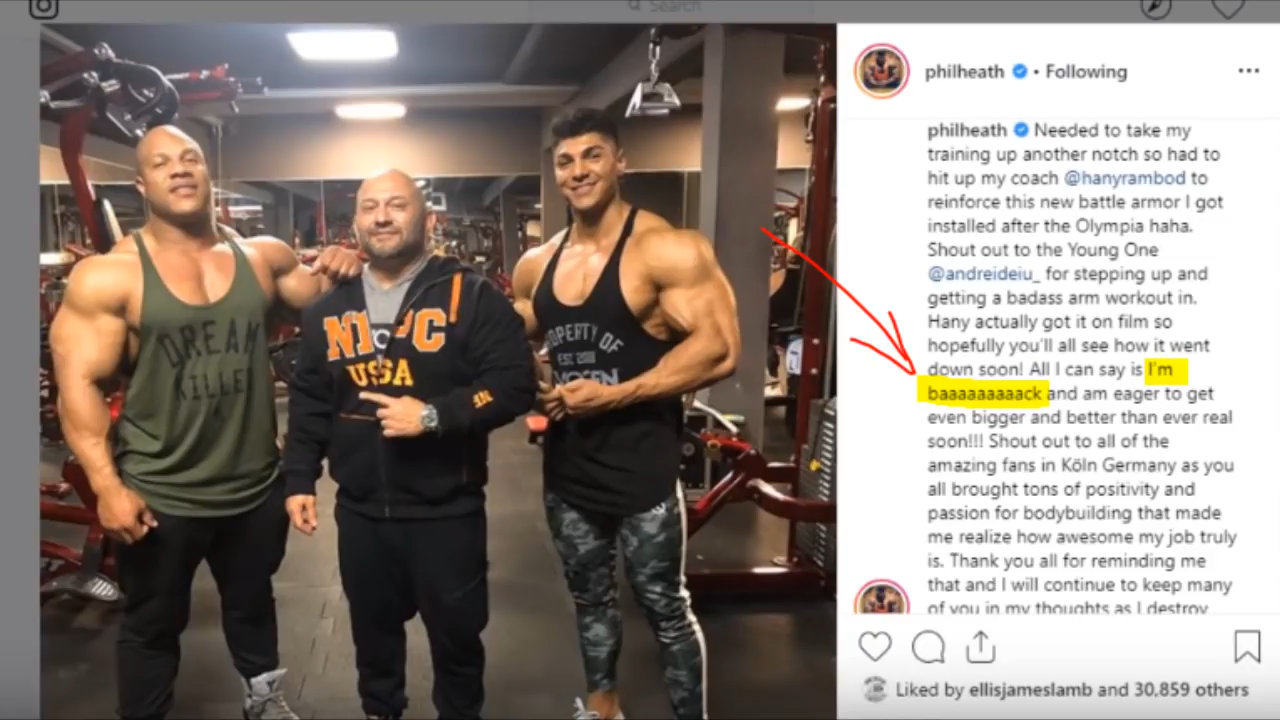 Search
philheath • Following
philheath Needed to take my
training up another notch so had to
hit up my coach @hanyrambod to
reinforce this new battle armor I got
installed after the Olympia haha.
Shout out to the Young One
@andreideiu_ for stepping up and
getting a badass arm workout in.
Hany actually got it on film so
hopefully you'll all see how it went
down soon! All I can say is I'm
baaaaaaaaack and am eager to get
even bigger and better than ever real
soon!!! Shout out to all of the
amazing fans in Köln Germany as you
all brought tons of positivity and
passion for bodybuilding that made
me realize how awesome my job truly
is. Thank you all for reminding me
that and I will continue to keep many
of you in my thoughts as I destroy
Liked by ellisjameslamb and 30,859 others
DREAM
KILLER
USA
PROPERTY OF
EST